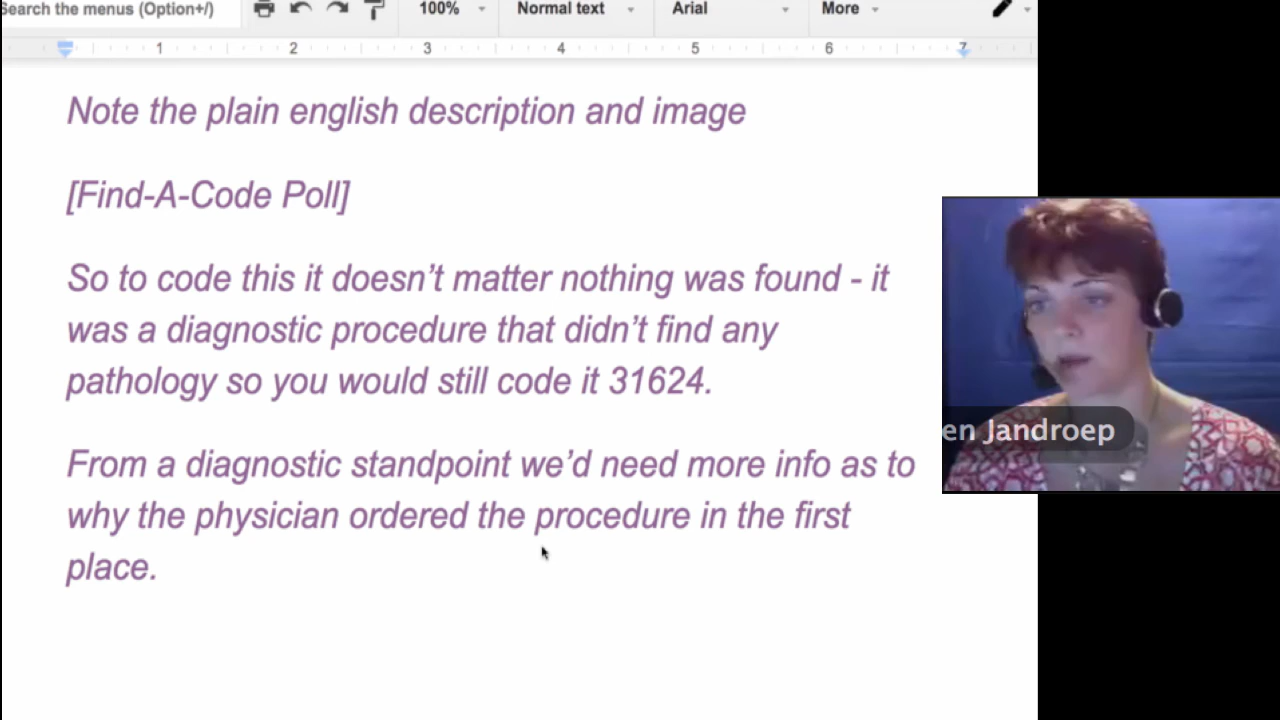 Search the menus (Option+/)
100%
Normal text
Arial
More
1 2 3 4 5 6 7
Note the plain english description and image
[Find-A-Code Poll]
So to code this it doesn't matter nothing was found - it
was a diagnostic procedure that didn't find any
pathology so you would still code it 31624.
From a diagnostic standpoint we'd need more info as to
why the physician ordered the procedure in the first
place.
en Jandroep